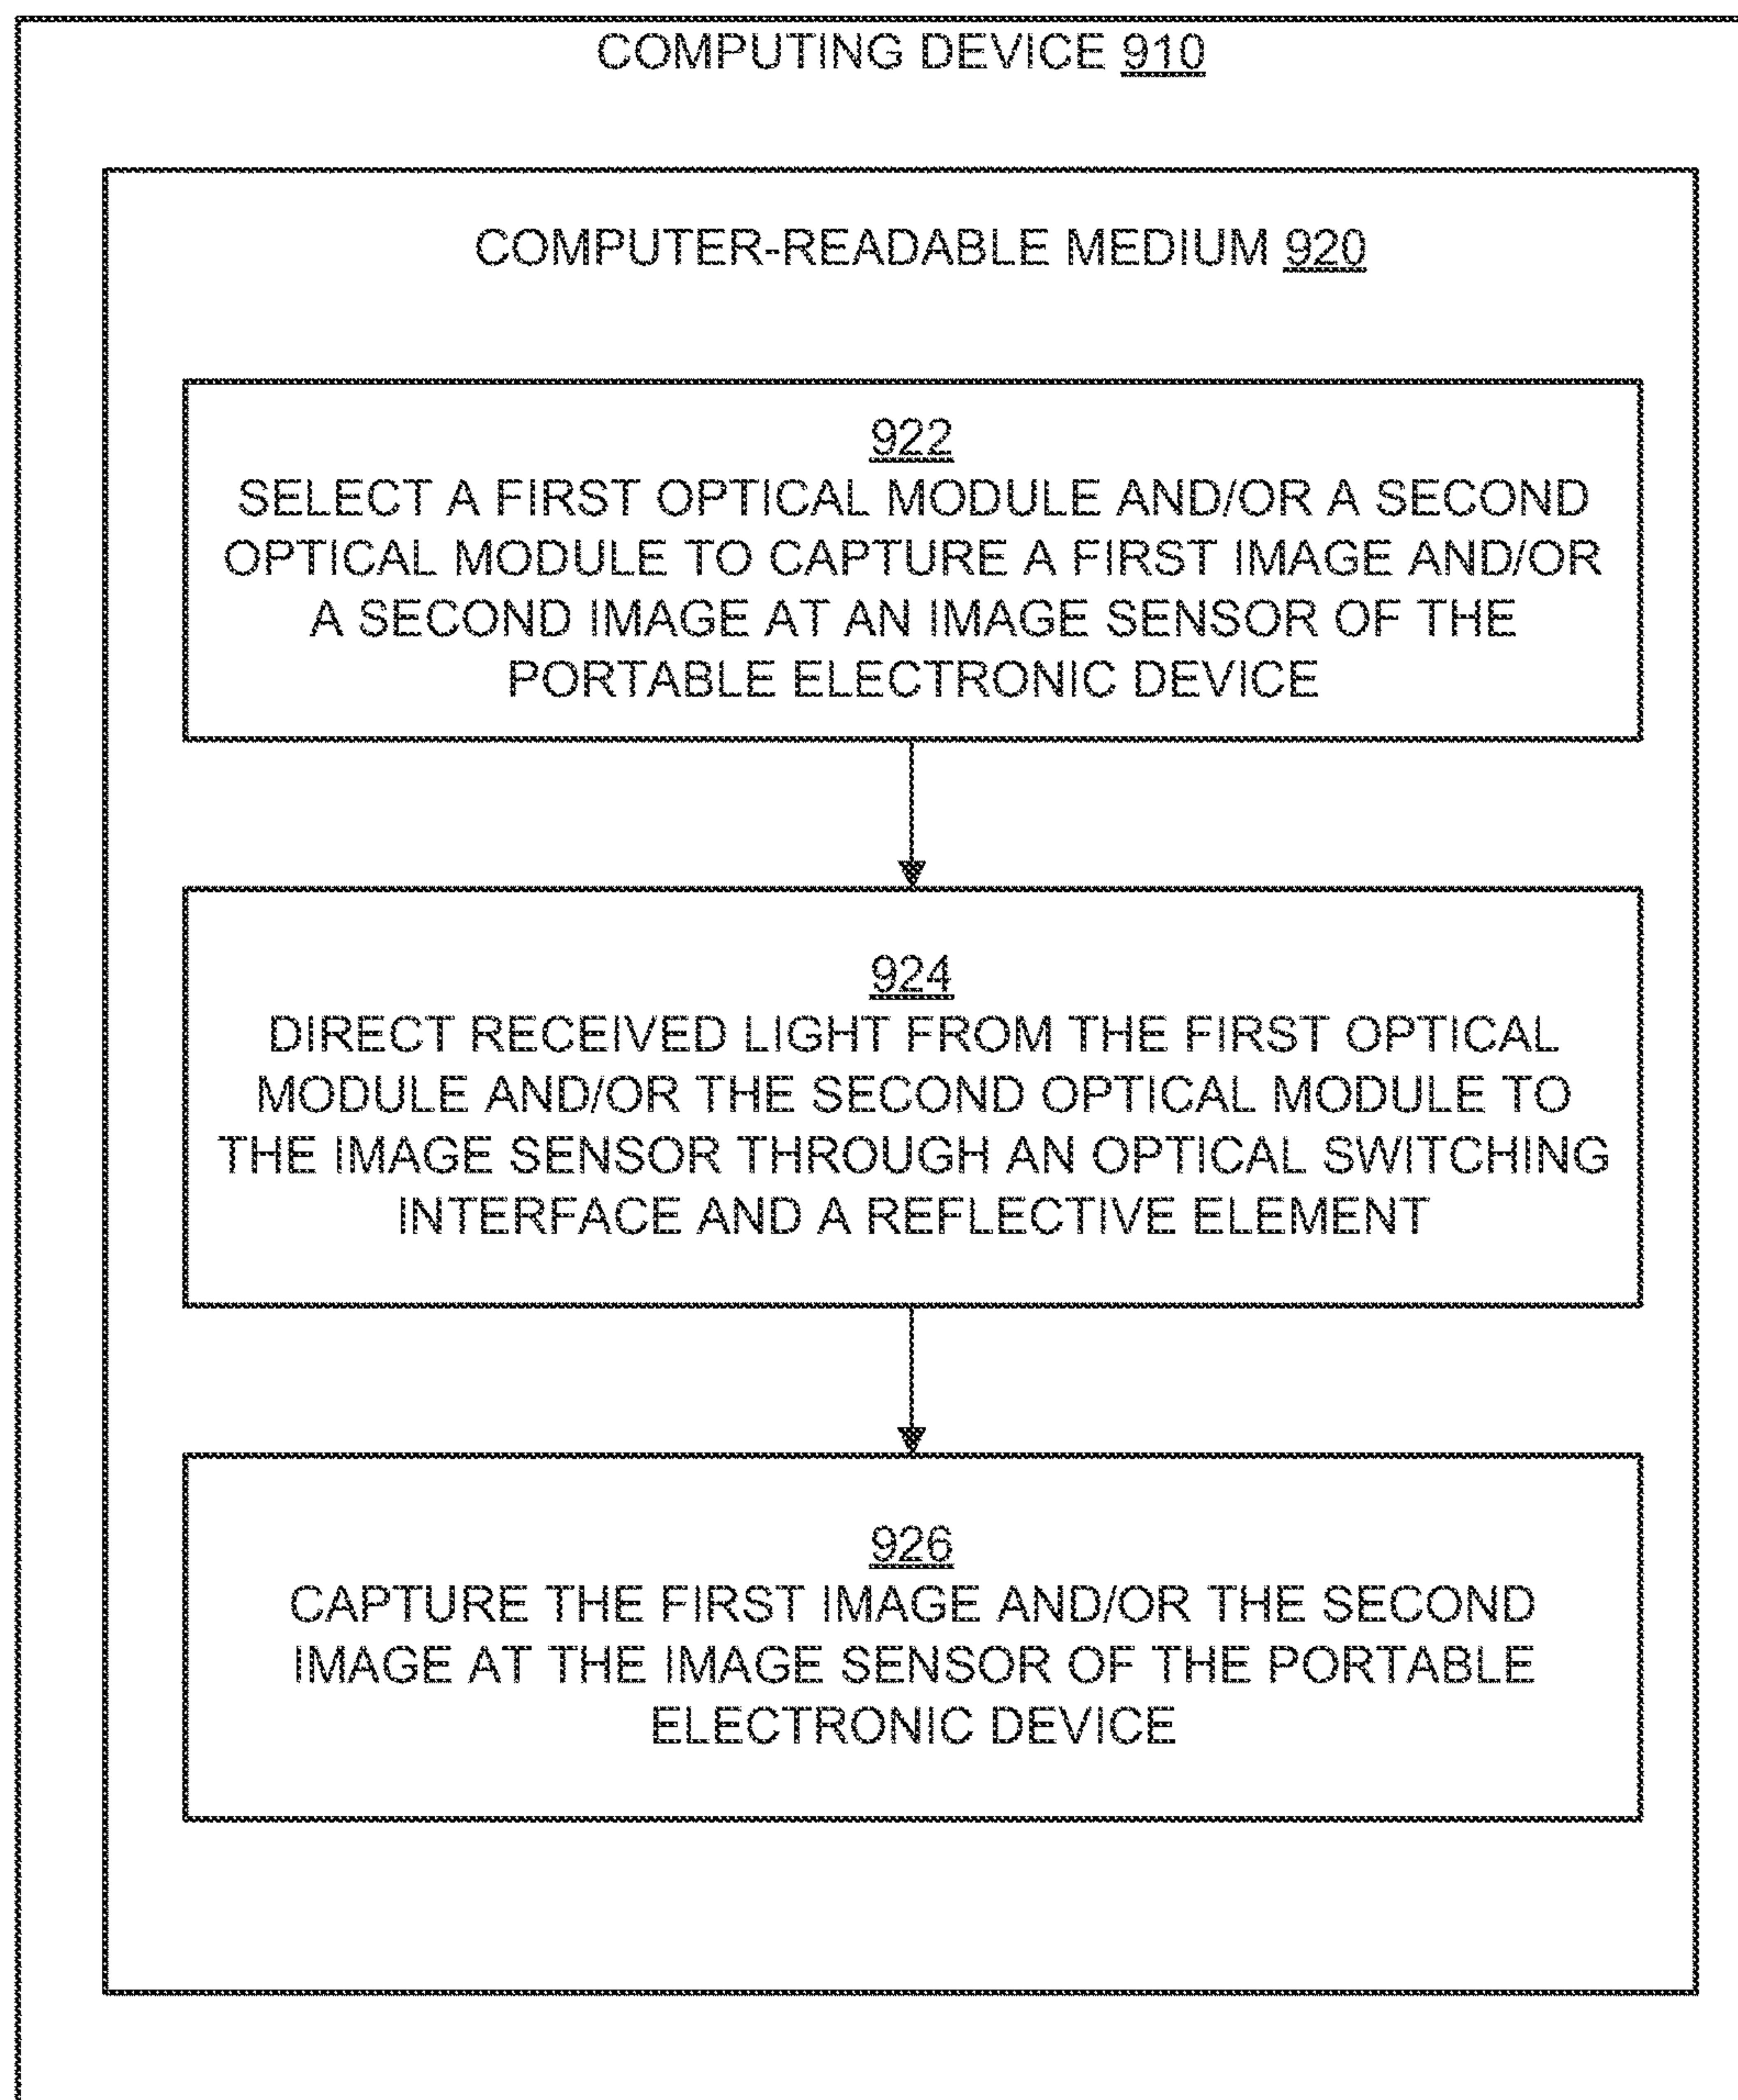 COMPUTING DEVICE 910
COMPUTER-READABLE MEDIUM 920
922
SELECT A FIRST OPTICAL MODULE AND/OR A SECOND
OPTICAL MODULE TO CAPTURE A FIRST IMAGE AND/OR
A SECOND IMAGE AT AN IMAGE SENSOR OF THE
PORTABLE ELECTRONIC DEVICE
924
DIRECT RECEIVED LIGHT FROM THE FIRST OPTICAL
MODULE AND/OR THE SECOND OPTICAL MODULE TO
THE IMAGE SENSOR THROUGH AN OPTICAL SWITCHING
INTERFACE AND A REFLECTIVE ELEMENT
926
CAPTURE THE FIRST IMAGE AND/OR THE SECOND
IMAGE AT THE IMAGE SENSOR OF THE PORTABLE
ELECTRONIC DEVICE